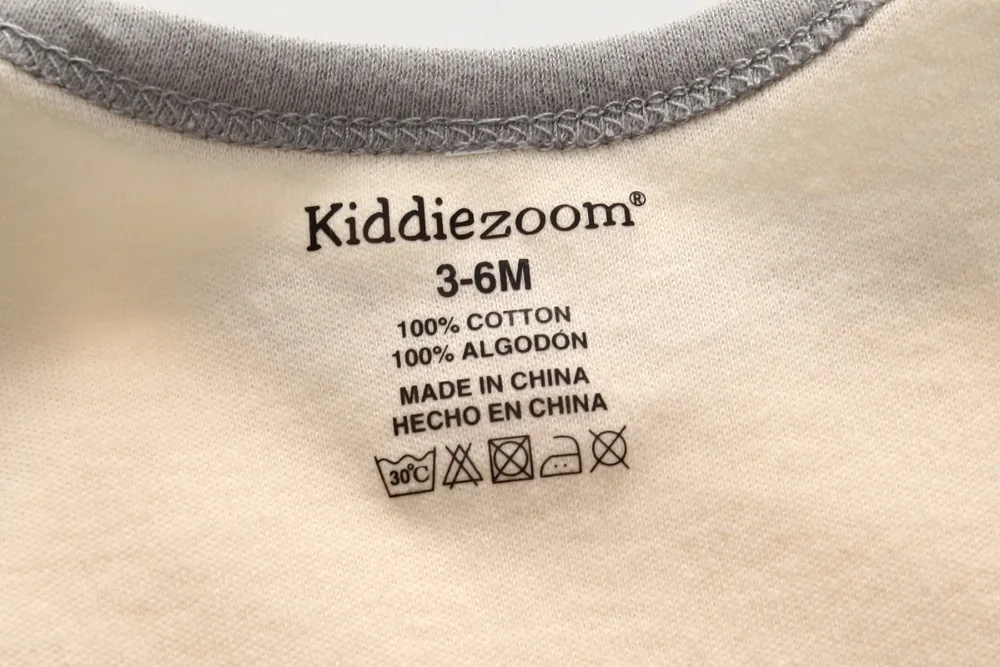 Kiddiezoom®
3-6M
100% COTTON
100% ALGODÓN
MADE IN CHINA
HECHO EN CHINA
30℃